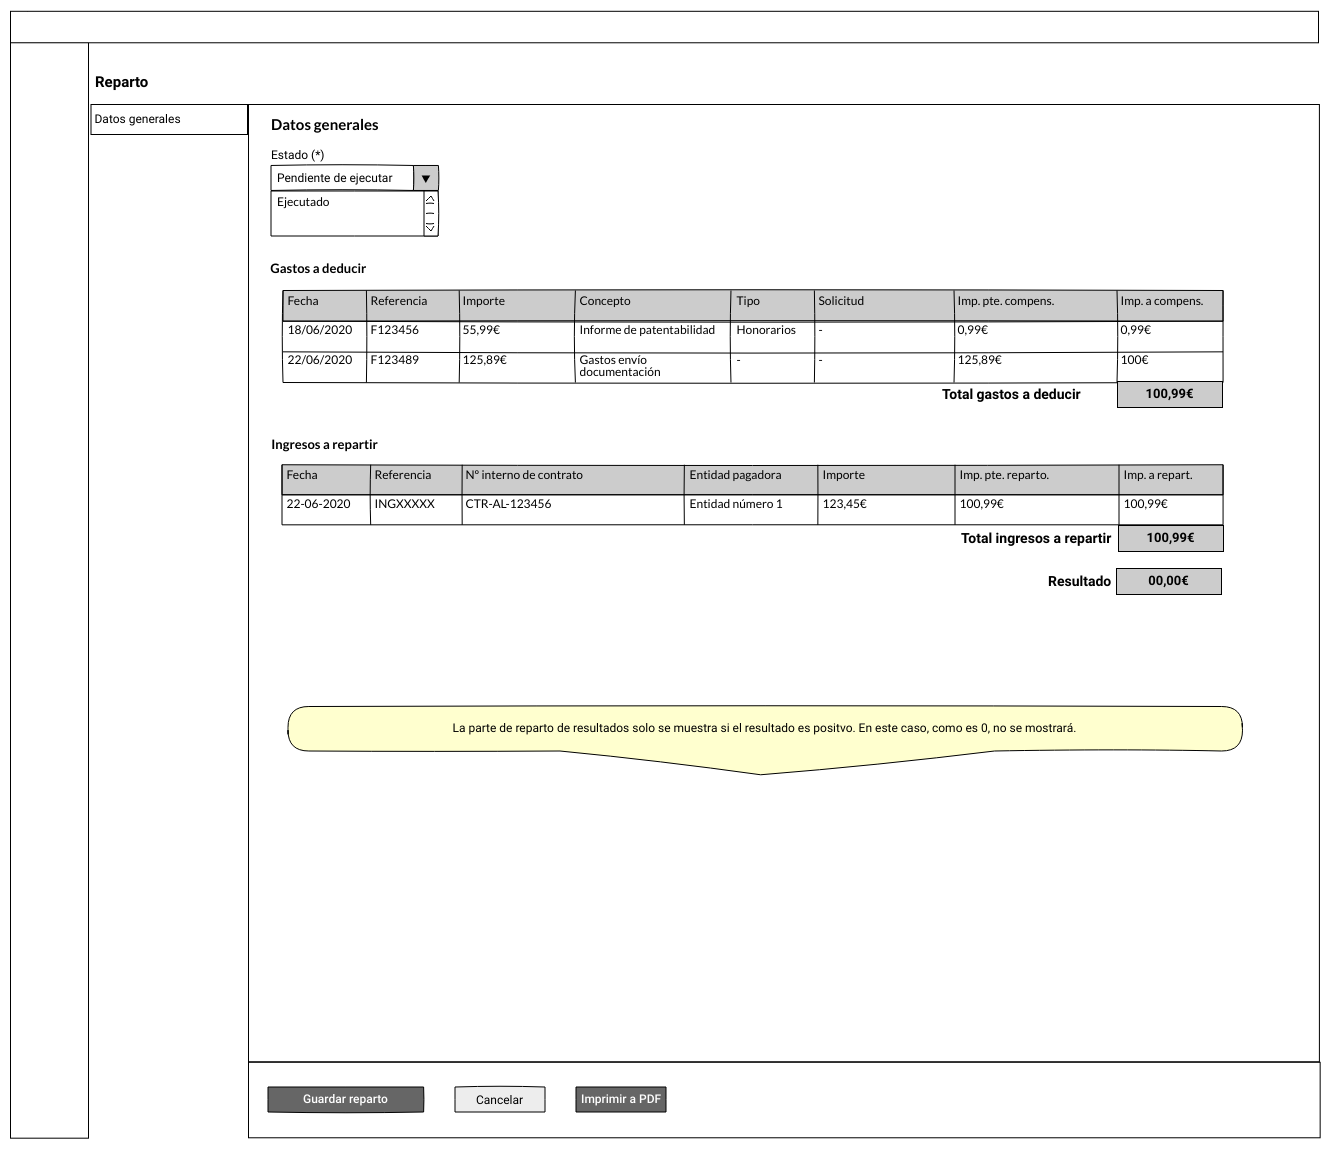 Reparto
Datos generales
Datos generales
Estado (*)
Pendiente de ejecutar
Ejecutado
Gastos a deducir
Fecha Referencia Importe Concepto Tipo Solicitud Imp. pte. compens. Imp. a compens.
18/06/2020 F123456 55,99€ Informe de patentabilidad Honorarios - 0,99€ 0,99€
22/06/2020 F123489 125,89€ Gastos envío - - 125,89€ 100€
documentación
Total gastos a deducir 100,99€
Ingresos a repartir
Fecha Referencia Nº interno de contrato Entidad pagadora Importe Imp. pte. reparto. Imp. a repart.
22-06-2020 INGXXXXX CTR-AL-123456 Entidad número 1 123,45€ 100,99€ 100,99€
Total ingresos a repartir 100,99€
Resultado 00,00€
La parte de reparto de resultados solo se muestra si el resultado es positvo. En este caso, como es 0, no se mostrará.
Guardar reparto Cancelar Imprimir a PDF